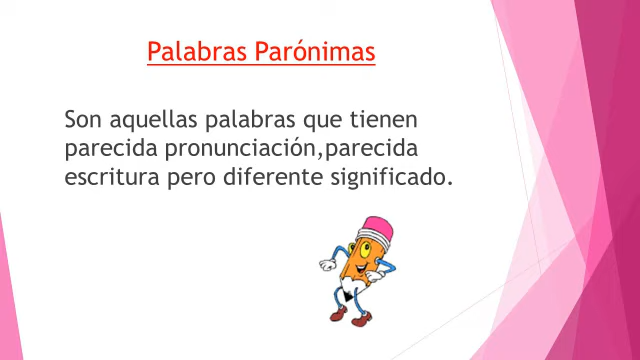 Palabras Parónimas
Son aquellas palabras que tienen
parecida pronunciación,parecida
escritura pero diferente significado.